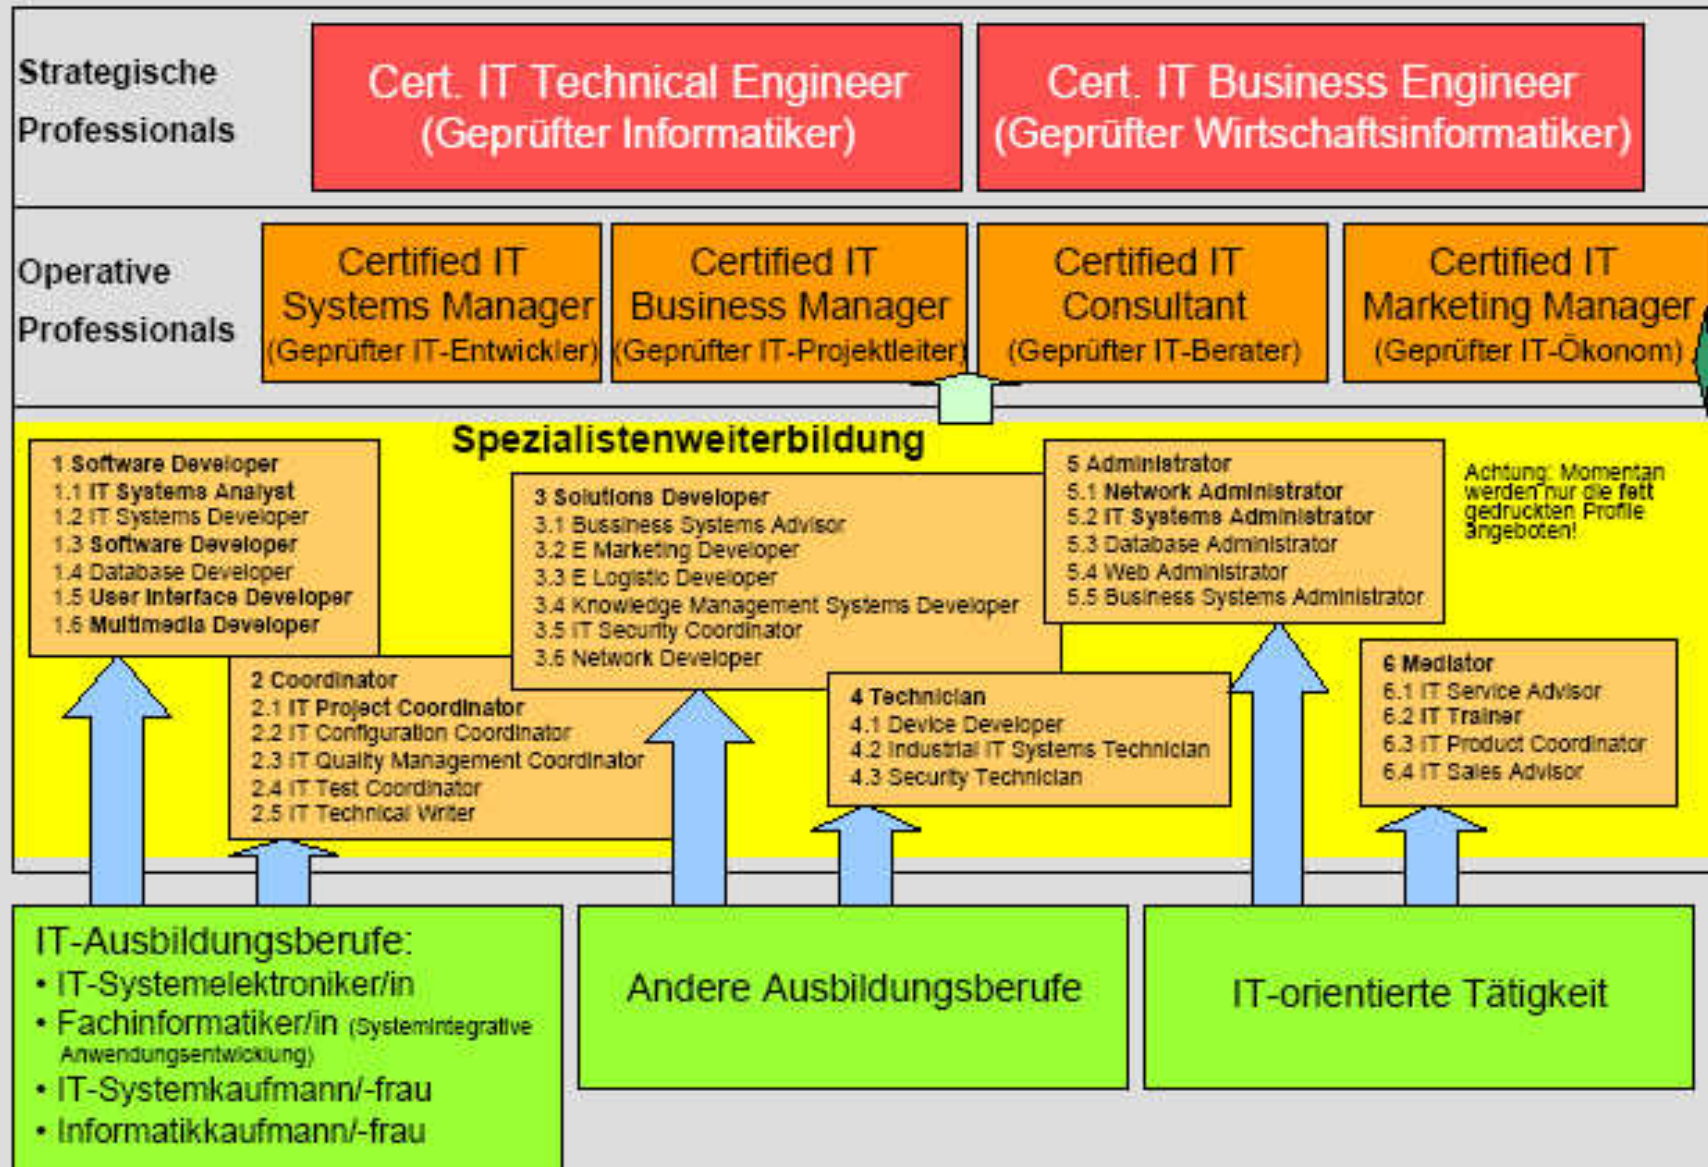 Strategische
Professionals
Cert. IT Technical Engineer
(Geprüfter Informatiker)
Cert. IT Business Engineer
(Geprüfter Wirtschaftsinformatiker)
Operative
Professionals
Certified IT
Systems Manager
(Geprüfter IT-Entwickler)
Certified IT
Business Manager
(Geprüfter IT-Projektleiter)
Certified IT
Consultant
(Geprüfter IT-Berater)
Certified IT
Marketing Manager
(Geprüfter IT-Ökonom)
Spezialistenweiterbildung
1 Software Developer
1.1 IT Systems Analyst
1.2 IT Systems Developer
1.3 Software Developer
1.4 Database Developer
1.5 User Interface Developer
1.6 Multimedia Developer
2 Coordinator
2.1 IT Project Coordinator
2.2 IT Configuration Coordinator
2.3 IT Quality Management Coordinator
2.4 IT Test Coordinator
2.5 IT Technical Writer
3 Solutions Developer
3.1 Bussiness Systems Advisor
3.2 E Marketing Developer
3.3 E Logistic Developer
3.4 Knowledge Management Systems Developer
3.5 IT Security Coordinator
3.6 Network Developer
4 Technician
4.1 Device Developer
4.2 Industrial IT Systems Technician
4.3 Security Technician
5 Administrator
5.1 Network Administrator
5.2 IT Systems Administrator
5.3 Database Administrator
5.4 Web Administrator
5.5 Business Systems Administrator
Achtung: Momentan
werden nur die fett
gedruckten Profile
angeboten!
6 Mediator
6.1 IT Service Advisor
6.2 IT Trainer
6.3 IT Product Coordinator
6.4 IT Sales Advisor
IT-Ausbildungsberufe:
• IT-Systemelektroniker/in
• Fachinformatiker/in (Systemintegrative
Anwendungsentwicklung)
• IT-Systemkaufmann/-frau
• Informatikkaufmann/-frau
Andere Ausbildungsberufe
IT-orientierte Tätigkeit